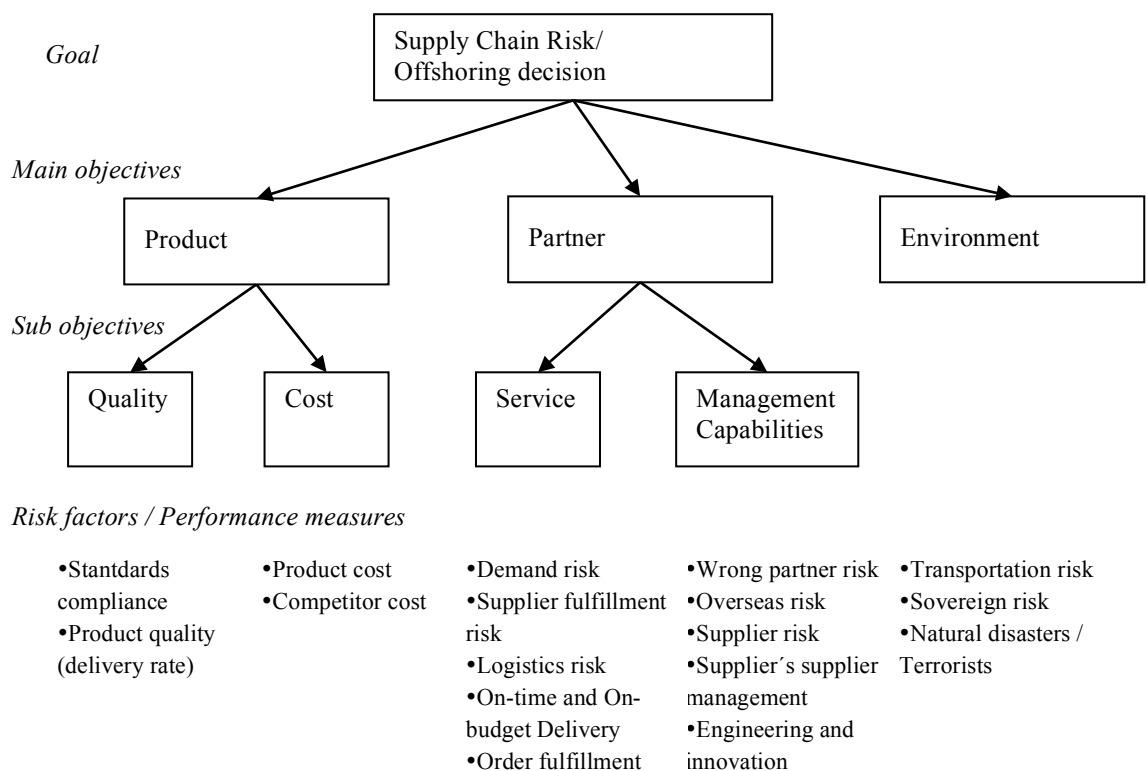 Goal
Supply Chain Risk/
Offshoring decision
Main objectives
Product
Partner
Environment
Sub objectives
Quality
Cost
Service
Management
Capabilities
Risk factors / Performance measures
•Stantdards
compliance
•Product quality
(delivery rate)
•Product cost
•Competitor cost
•Demand risk
•Supplier fulfillment
risk
•Logistics risk
•On-time and On-
budget Delivery
•Order fulfillment
•Wrong partner risk
•Overseas risk
•Supplier risk
•Supplier´s supplier
management
•Engineering and
innovation
•Transportation risk
•Sovereign risk
•Natural disasters /
Terrorists